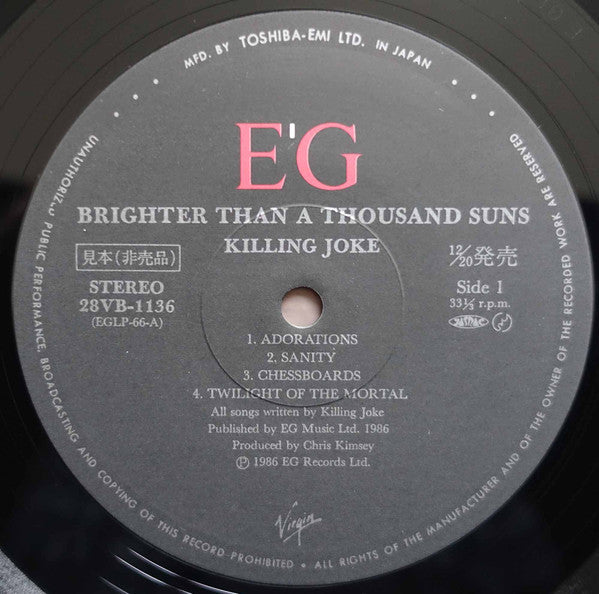 MFD. BY TOSHIBA-EMI LTD. IN JAPAN
E'G
BRIGHTER THAN A THOUSAND SUNS
KILLING JOKE
見本(非売品)
12/20発売
STEREO
28VB-1136
(EGLP-66-A)
Side 1
33 1/3 r.p.m.
JASRAC
1. ADORATIONS
2. SANITY
3. CHESSBOARDS
4. TWILIGHT OF THE MORTAL
All songs written by Killing Joke
Published by EG Music Ltd. 1986
Produced by Chris Kimsey
Ⓟ 1986 EG Records Ltd.
Virgin
UNAUTHORIZED PUBLIC PERFORMANCE, BROADCASTING AND COPYING OF THIS RECORD PROHIBITED • ALL RIGHTS OF THE MANUFACTURER AND OF THE OWNER OF THE RECORDED WORK ARE RESERVED